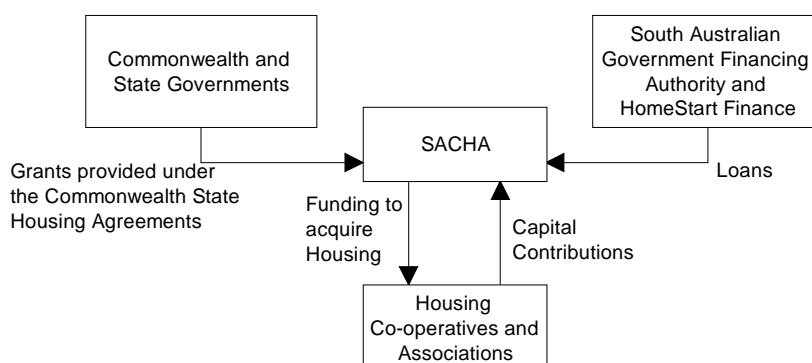 Commonwealth and
State Governments
South Australian
Government Financing
Authority and
HomeStart Finance
SACHA
Grants provided under
the Commonwealth State
Housing Agreements
Loans
Funding to
acquire
Housing
Capital
Contributions
Housing
Co-operatives and
Associations